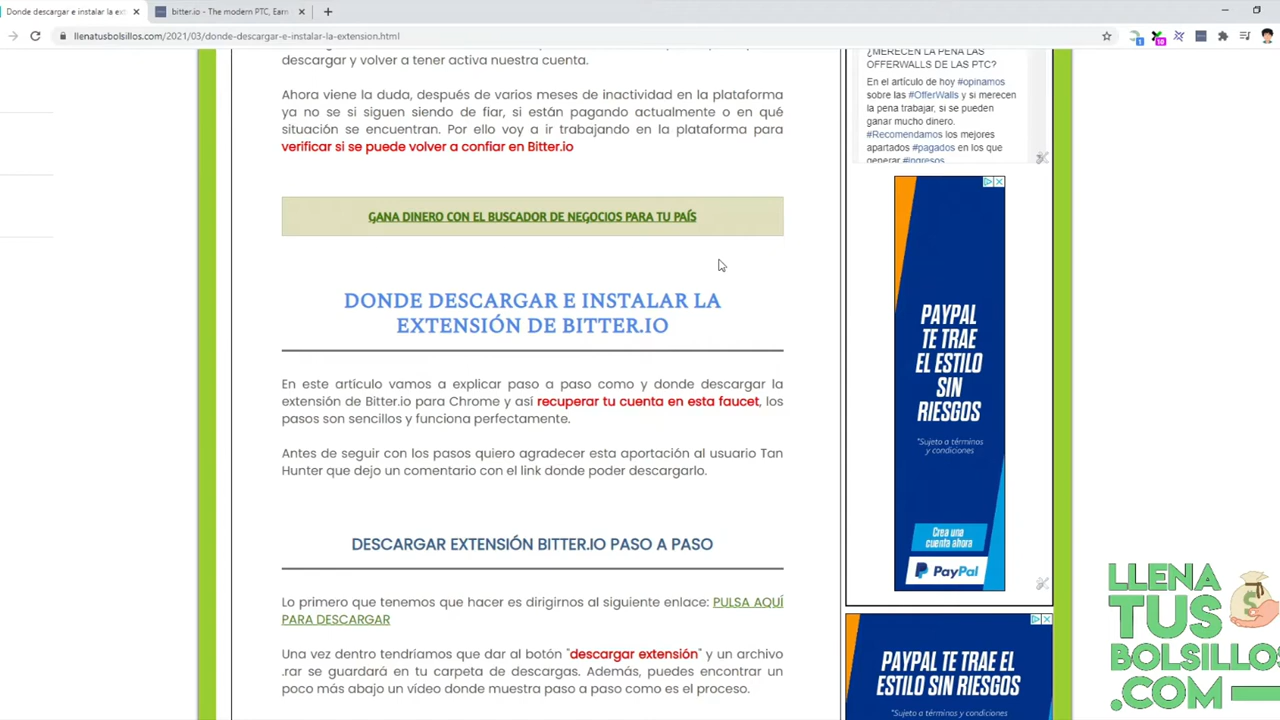 Donde descargar e instalar la ext
bitter.io - The modern PTC, Earn
llenatusbolsillos.com/2021/03/donde-descargar-e-instalar-la-extension.html
descargar y volver a tener activa nuestra cuenta.
Ahora viene la duda, después de varios meses de inactividad en la plataforma
ya no se si siguen siendo de fiar, si están pagando actualmente o en qué
situación se encuentran. Por ello voy a ir trabajando en la plataforma para
verificar si se puede volver a confiar en Bitter.io
GANA DINERO CON EL BUSCADOR DE NEGOCIOS PARA TU PAÍS
DONDE DESCARGAR E INSTALAR LA
EXTENSIÓN DE BITTER.IO
En este artículo vamos a explicar paso a paso como y donde descargar la
extensión de Bitter.io para Chrome y así recuperar tu cuenta en esta faucet, los
pasos son sencillos y funciona perfectamente.
Antes de seguir con los pasos quiero agradecer esta aportación al usuario Tan
Hunter que dejo un comentario con el link donde poder descargarlo.
DESCARGAR EXTENSIÓN BITTER.IO PASO A PASO
Lo primero que tenemos que hacer es dirigirnos al siguiente enlace: PULSA AQUÍ
PARA DESCARGAR
Una vez dentro tendríamos que dar al botón "descargar extensión" y un archivo
.rar se guardará en tu carpeta de descargas. Además, puedes encontrar un
poco más abajo un vídeo donde muestra paso a paso como es el proceso.
¿MERECEN LA PENA LAS
OFFERWALLS DE LAS PTC?
En el artículo de hoy #opinamos
sobre las #OfferWalls y si merecen
la pena trabajar, si se pueden
ganar mucho dinero.
#Recomendamos los mejores
apartados #pagados en los que
generar #ingresos
PAYPAL
TE TRAE
EL ESTILO
SIN
RIESGOS
*Sujeto a términos
y condiciones
Crea una
cuenta ahora
PayPal
PAYPAL TE TRAE EL
ESTILO SIN RIESGOS
*Sujeto a términos y condiciones
LLENA
TUS
BOLSILLOS
.COM